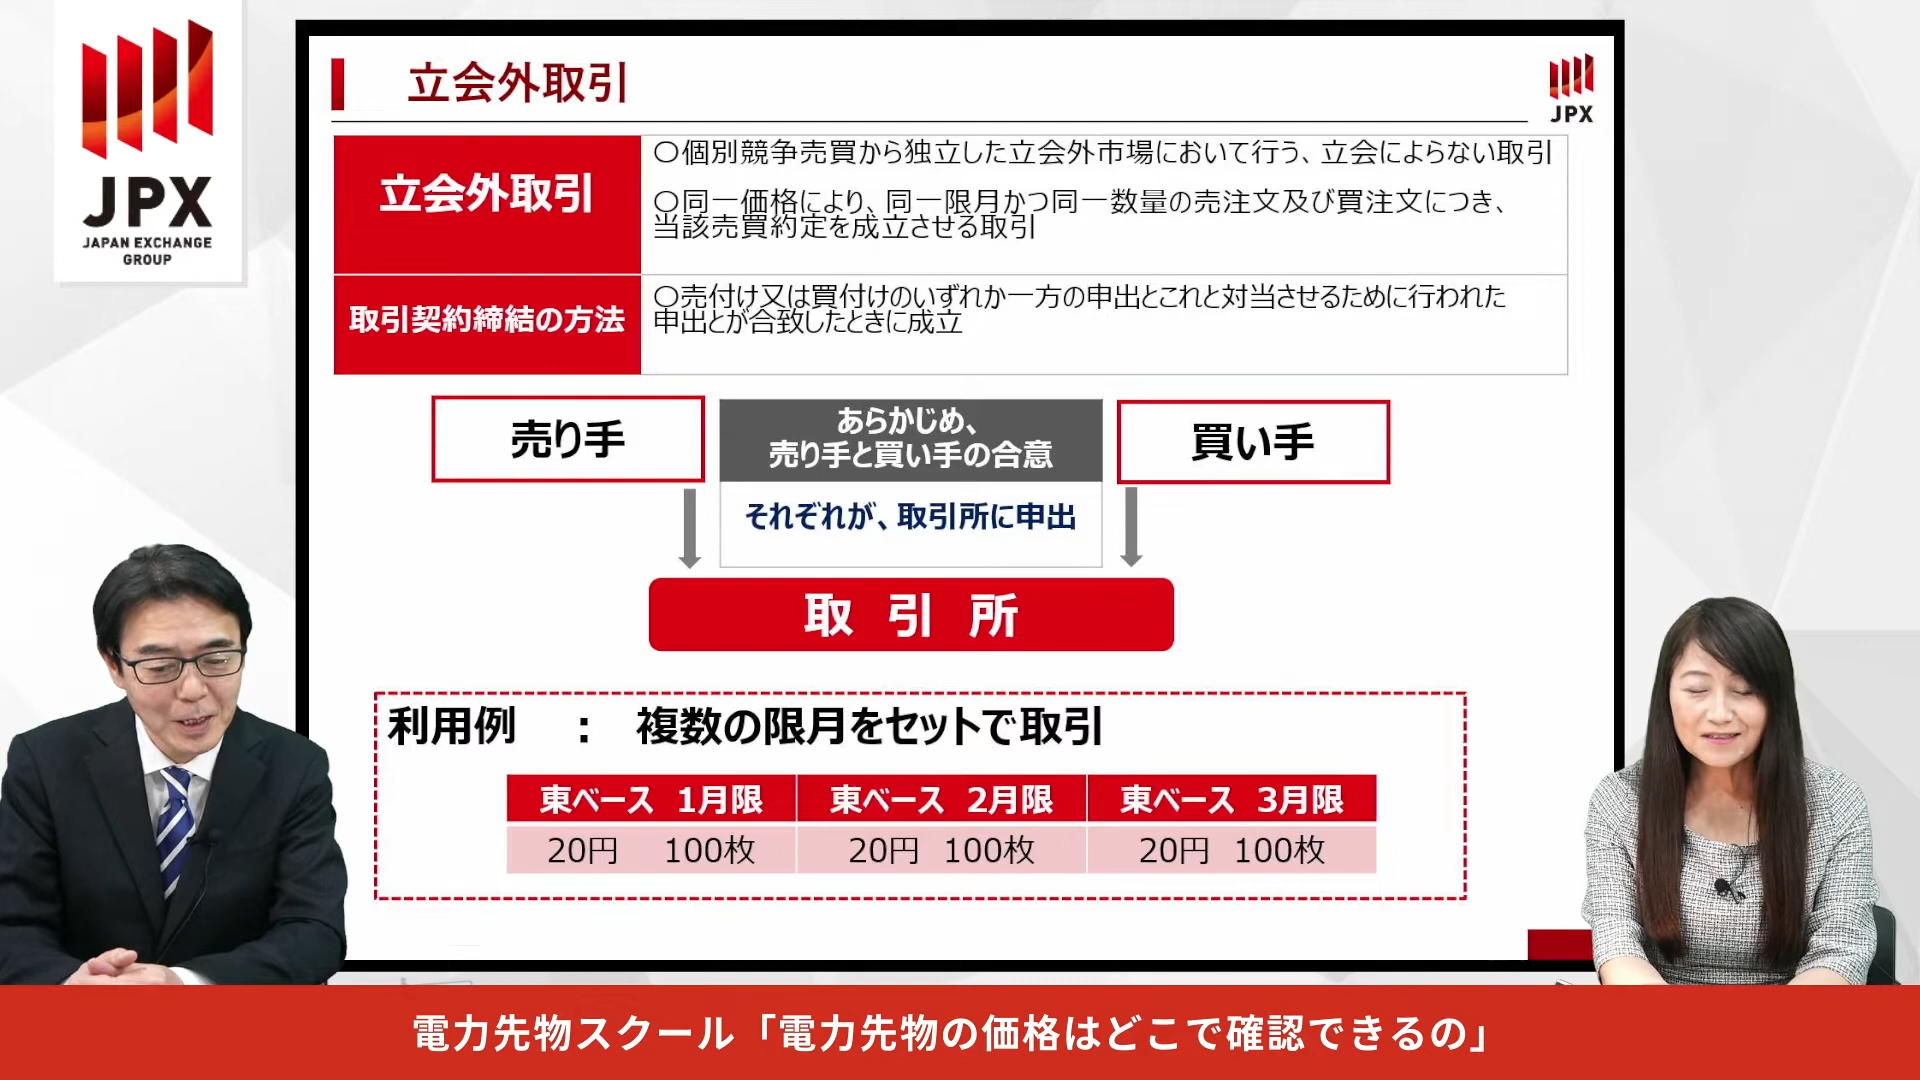 JPX
JAPAN EXCHANGE
GROUP
立会外取引
JPX
立会外取引
〇個別競争売買から独立した立会外市場において行う、立会によらない取引
〇同一価格により、同一限月かつ同一数量の売注文及び買注文につき、
当該売買約定を成立させる取引
取引契約締結の方法
〇売付け又は買付けのいずれか一方の申出とこれと対当させるために行われた
申出とが合致したときに成立
売り手
あらかじめ、
売り手と買い手の合意
買い手
それぞれが、取引所に申出
取 引 所
利用例 : 複数の限月をセットで取引
東ベース 1月限 東ベース 2月限 東ベース 3月限
20円 100枚 20円 100枚 20円 100枚
電力先物スクール「電力先物の価格はどこで確認できるの」